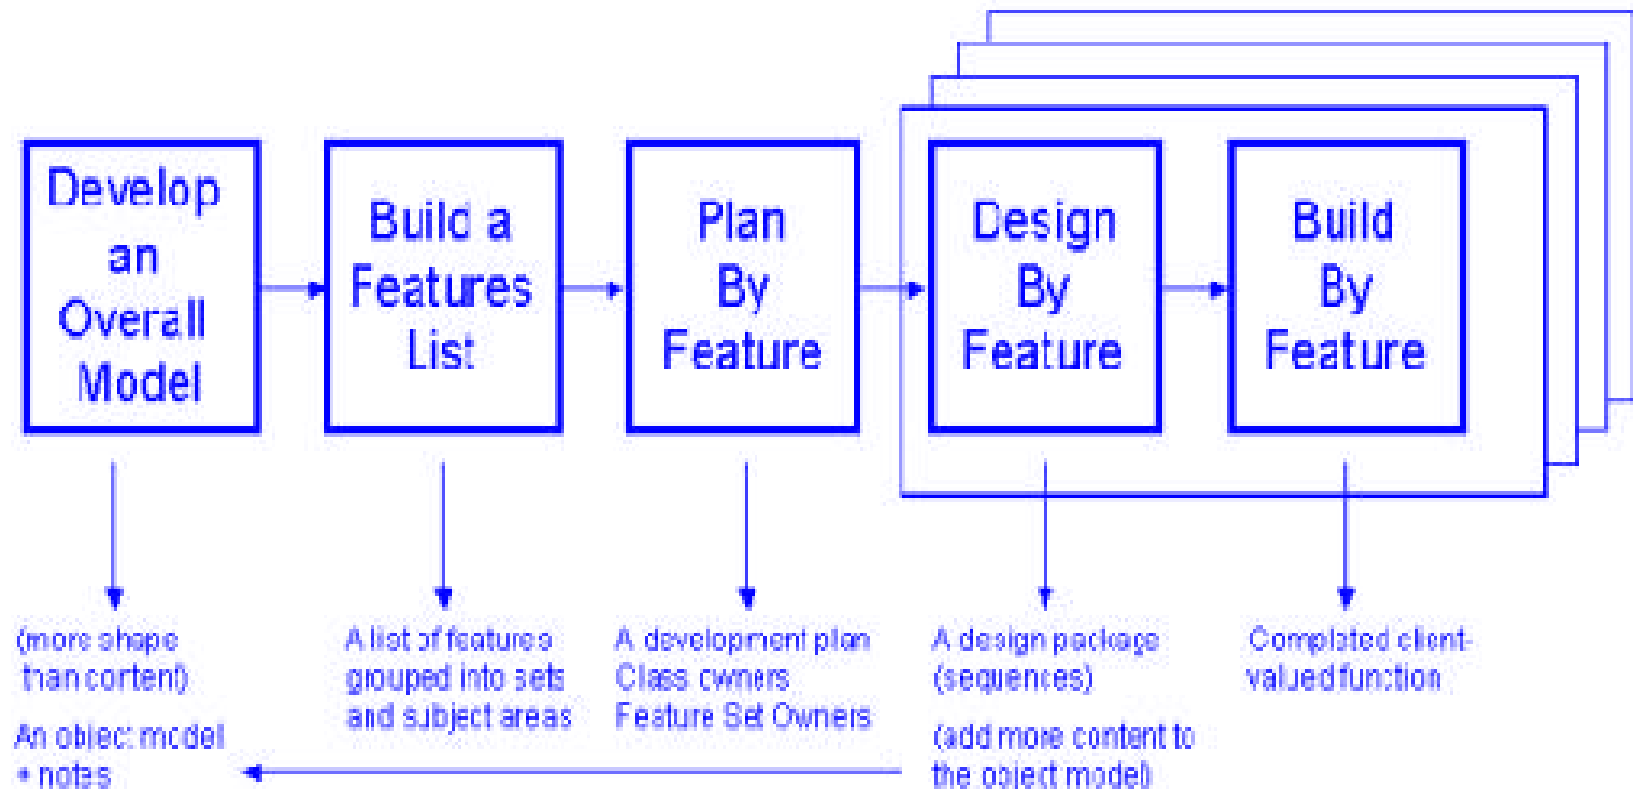 Develop
an
Overall
Model
Build a
Features
List
Plan
By
Feature
Design
By
Feature
Build
By
Feature
(more shape
than content)
An object model
+ notes
A list of features
grouped into sets
and subject areas
A development plan
Class owners
Feature Set Owners
A design package
(sequences)
(add more content to
the object model)
Completed client-
valued function